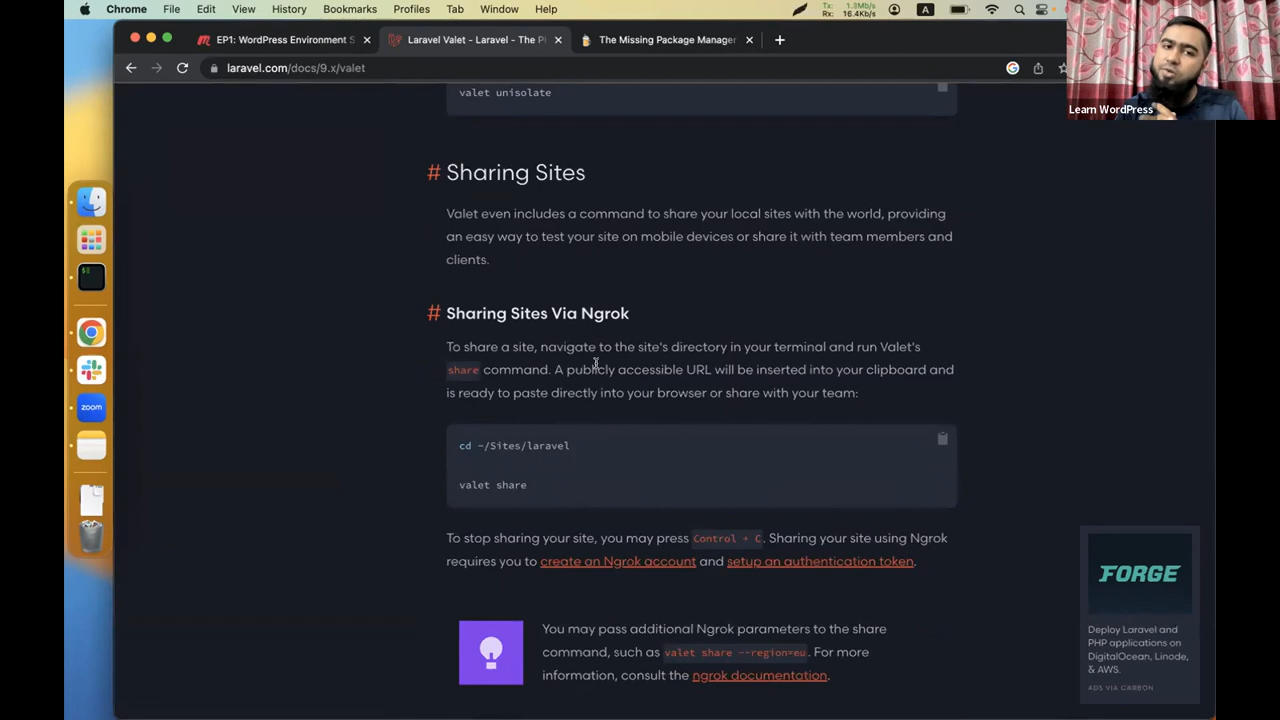 Chrome File Edit View History Bookmarks Profiles Tab Window Help
Tx: 1.3MB/s
Rx: 16.4KB/s
A
EP1: WordPress Environment S
Laravel Valet - Laravel - The P
The Missing Package Manager
laravel.com/docs/9.x/valet
Learn WordPress
valet unisolate
# Sharing Sites
Valet even includes a command to share your local sites with the world, providing
an easy way to test your site on mobile devices or share it with team members and
clients.
# Sharing Sites Via Ngrok
To share a site, navigate to the site's directory in your terminal and run Valet's
share command. A publicly accessible URL will be inserted into your clipboard and
is ready to paste directly into your browser or share with your team:
cd ~/Sites/laravel
valet share
To stop sharing your site, you may press Control + C. Sharing your site using Ngrok
requires you to create an Ngrok account and setup an authentication token.
You may pass additional Ngrok parameters to the share
command, such as valet share --region=eu. For more
information, consult the ngrok documentation.
zoom
FORGE
Deploy Laravel and
PHP applications on
DigitalOcean, Linode,
& AWS.
ADS VIA CARBON